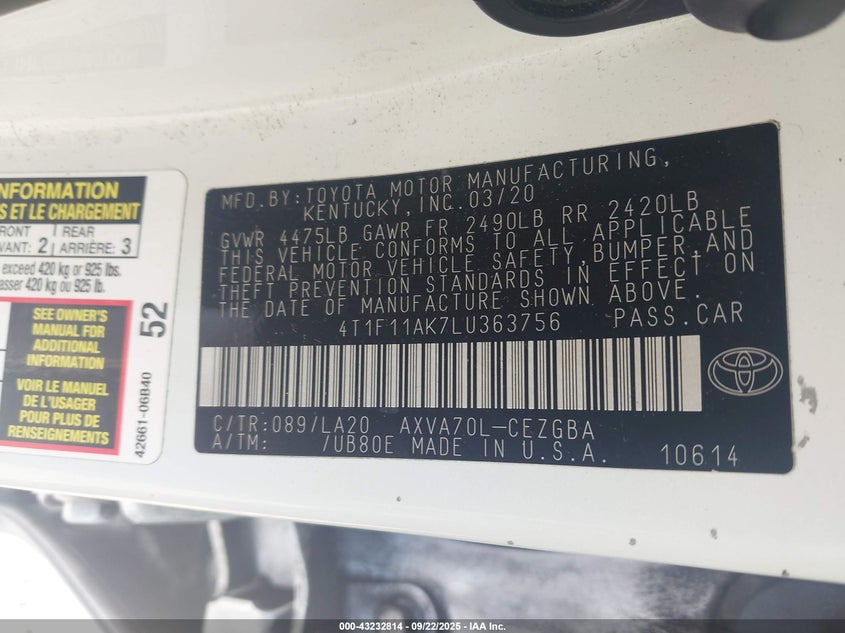 NFORMATION
S ET LE CHARGEMENT
FRONT REAR
VANT: 2 ARRIÈRE: 3
exceed 420 kg or 925 lbs.
asser 420 kg ou 925 lb.
SEE OWNER'S
MANUAL FOR
ADDITIONAL
INFORMATION
VOIR LE MANUEL
DE L'USAGER
POUR PLUS DE
RENSEIGNEMENTS
52
42661-06B40
MFD.BY:TOYOTA MOTOR MANUFACTURING,
KENTUCKY, INC.03/20
GVWR 4475LB GAWR FR 2490LB RR 2420LB
THIS VEHICLE CONFORMS TO ALL APPLICABLE
FEDERAL MOTOR VEHICLE SAFETY,BUMPER,AND
THEFT PREVENTION STANDARDS IN EFFECT ON
THE DATE OF MANUFACTURE SHOWN ABOVE.
4T1F11AK7LU363756 PASS.CAR
C/TR:089/LA20 AXVA70L-CEZGBA
A/TM: /UB80E MADE IN U.S.A. 10614
000-43232814 - 09/22/2025 - IAA Inc.